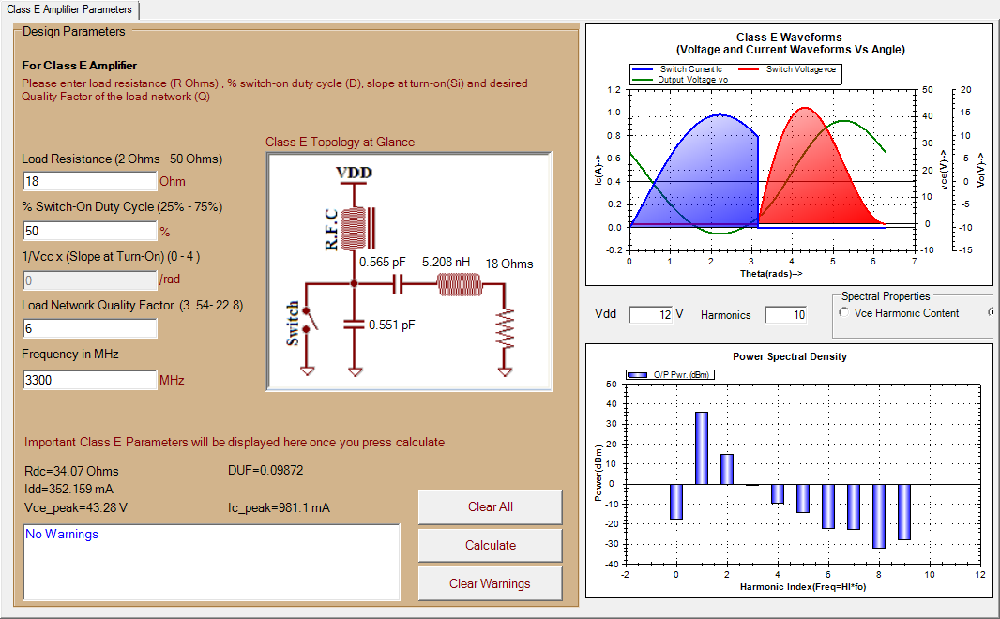 Class E Amplifier Parameters
Design Parameters
For Class E Amplifier
Please enter load resistance (R Ohms) , % switch-on duty cycle (D), slope at turn-on(Si) and desired
Quality Factor of the load network (Q)
Load Resistance (2 Ohms - 50 Ohms)
18 Ohm
% Switch-On Duty Cycle (25% - 75%)
50 %
1/Vcc x (Slope at Turn-On) (0 - 4 )
0 /rad
Load Network Quality Factor (3 .54- 22.8)
6
Frequency in MHz
3300 MHz
Class E Topology at Glance
VDD
R.F.C
0.565 pF 5.208 nH 18 Ohms
Switch
0.551 pF
Important Class E Parameters will be displayed here once you press calculate
Rdc=34.07 Ohms DUF=0.09872
Idd=352.159 mA
Vce_peak=43.28 V Ic_peak=981.1 mA
No Warnings
Clear All
Calculate
Clear Warnings
Class E Waveforms
(Voltage and Current Waveforms Vs Angle)
Switch Current Ic Switch Voltage vce
Output Voltage vo
1.2
1.0
0.8
0.6
0.4
0.2
0.0
-0.2
Ic(A)-->
0 1 2 3 4 5 6 7
Theta(rads)-->
50
40
30
20
10
0
-10
vce(V)-->
20
15
10
5
0
-5
-10
-15
Vo(V)-->
Vdd 12 V Harmonics 10
Spectral Properties
Vce Harmonic Content
Power Spectral Density
O/P Pwr. (dBm)
50
40
30
20
10
0
-10
-20
-30
-40
Power(dBm)
-2 0 2 4 6 8 10 12
Harmonic Index(Freq=HI*fo)